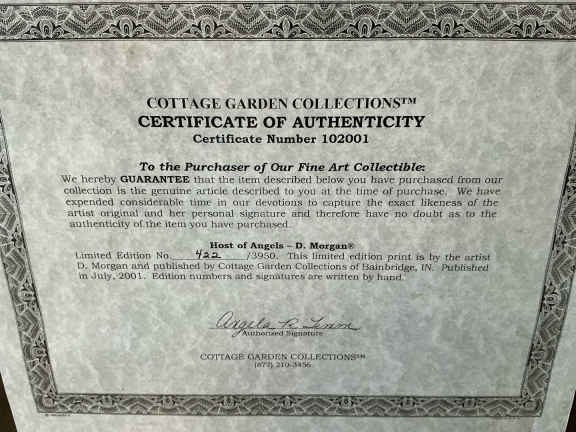 COTTAGE GARDEN COLLECTIONS™
CERTIFICATE OF AUTHENTICITY
Certificate Number 102001
To the Purchaser of Our Fine Art Collectible:
We hereby GUARANTEE that the item described below you have purchased from our
collection is the genuine article described to you at the time of purchase. We have
expended considerable time in our devotions to capture the exact likeness of the
artist original and her personal signature and therefore have no doubt as to the
authenticity of the item you have purchased.
Host of Angels – D. Morgan®
Limited Edition No. 422 /3950. This limited edition print is by the artist
D. Morgan and published by Cottage Garden Collections of Bainbridge, IN. Published
in July, 2001. Edition numbers and signatures are written by hand.
Angela R.
Authorized Signature
COTTAGE GARDEN COLLECTIONS℠
(877) 210-3456